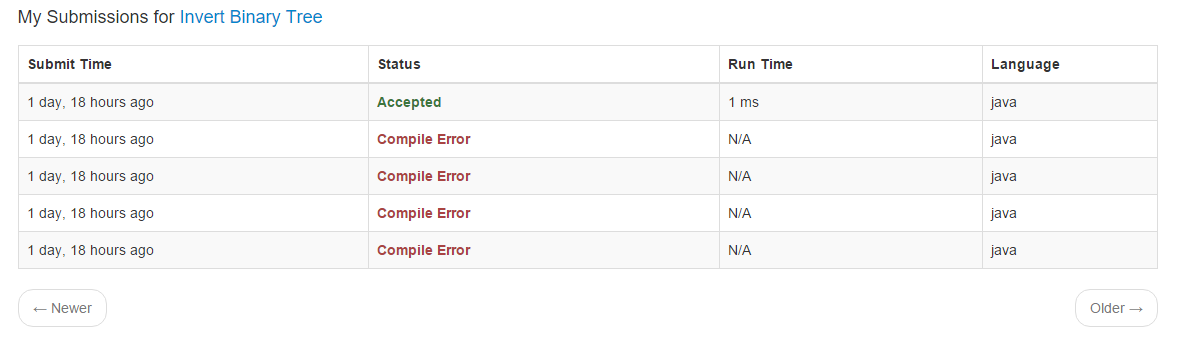 My Submissions for Invert Binary Tree
Submit Time Status Run Time Language
1 day, 18 hours ago Accepted 1 ms java
1 day, 18 hours ago Compile Error N/A java
1 day, 18 hours ago Compile Error N/A java
1 day, 18 hours ago Compile Error N/A java
1 day, 18 hours ago Compile Error N/A java
← Newer Older →